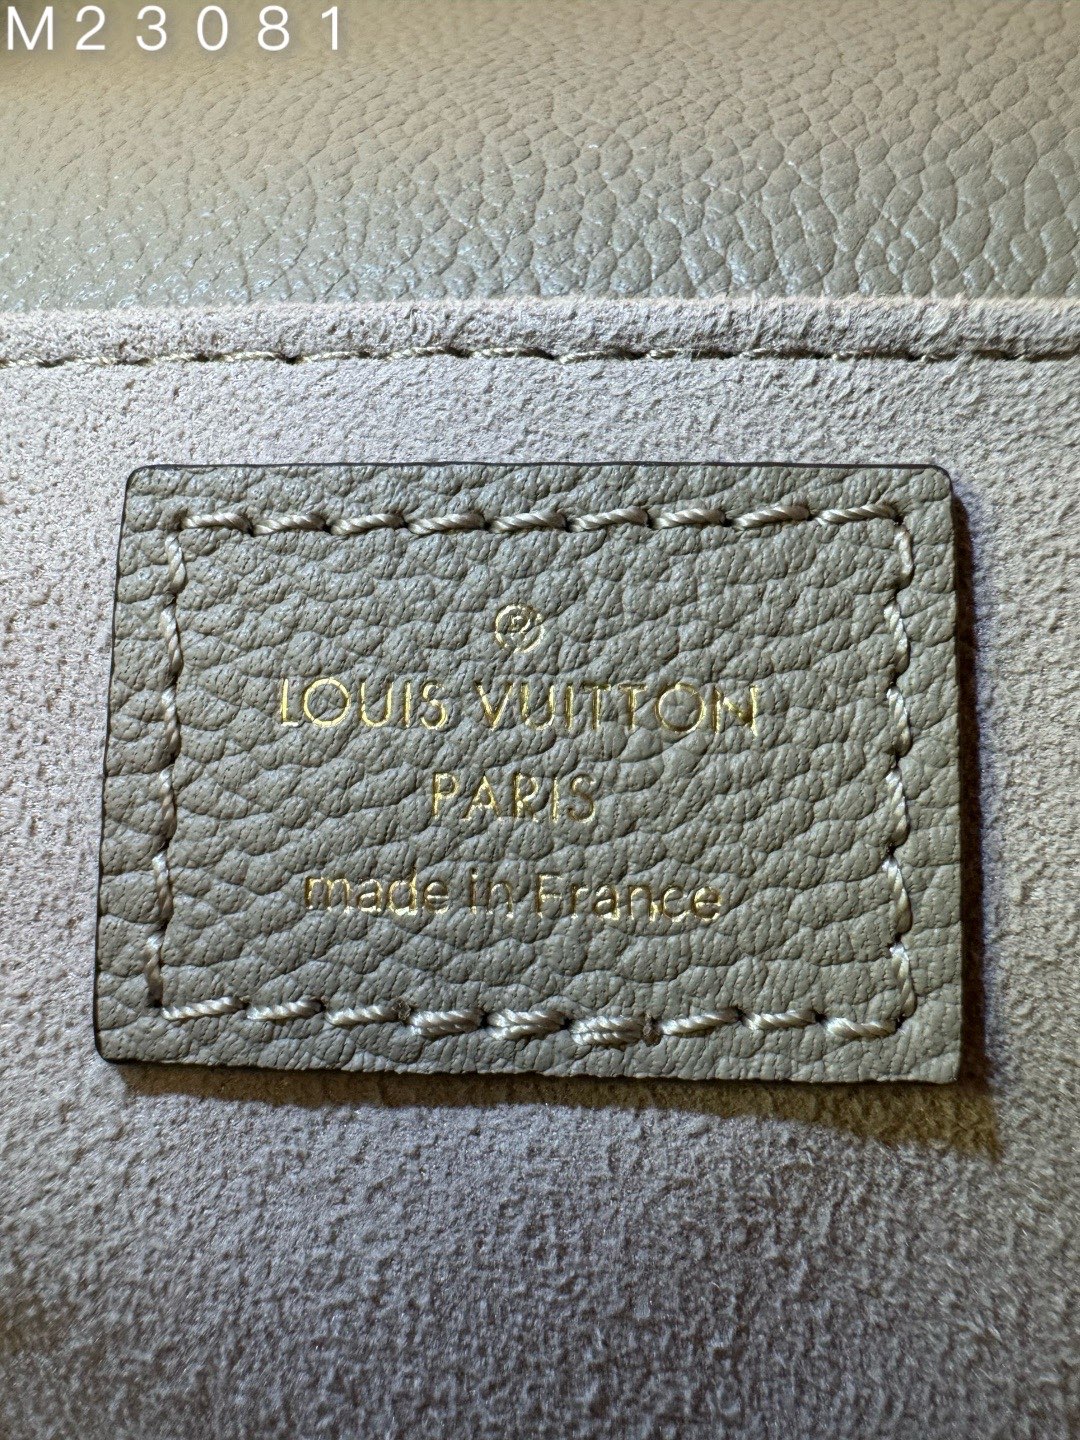 M23081
®
LOUIS VUITTON
PARIS
made in France